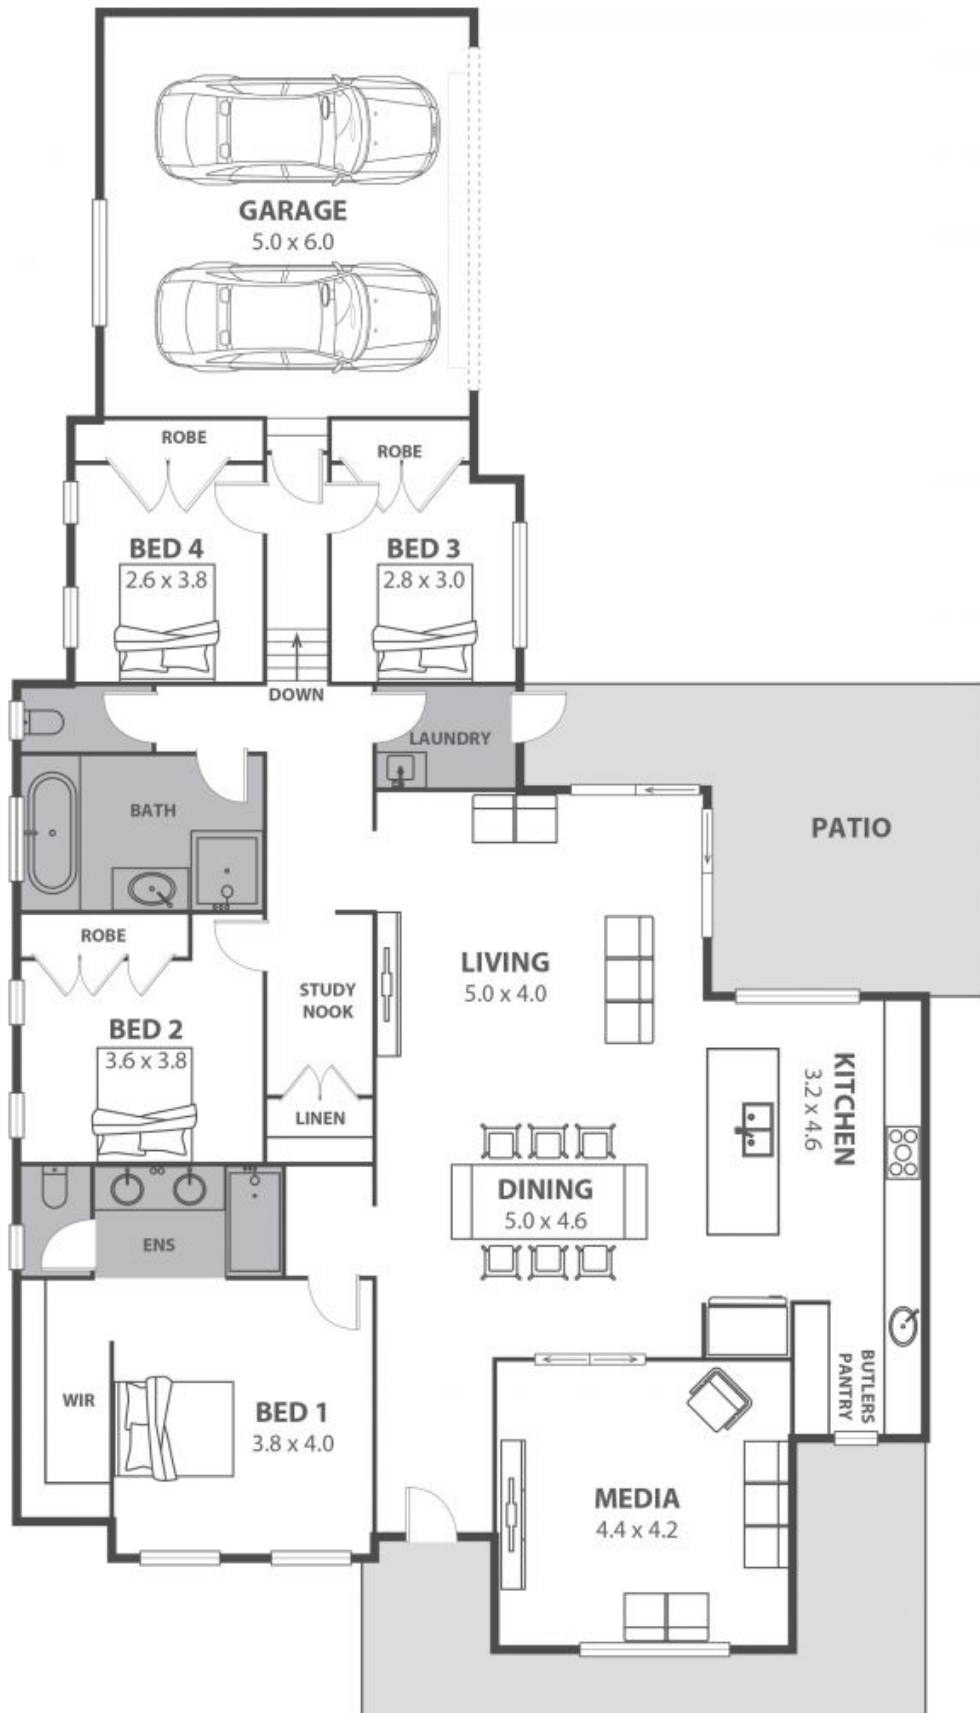 GARAGE
5.0 x 6.0
ROBE
ROBE
BED 4
2.6 x 3.8
BED 3
2.8 x 3.0
DOWN
LAUNDRY
BATH
PATIO
ROBE
LIVING
5.0 x 4.0
STUDY
NOOK
BED 2
3.6 x 3.8
KITCHEN
3.2 x 4.6
LINEN
DINING
5.0 x 4.6
ENS
WIR
BED 1
3.8 x 4.0
BUTLERS
PANTRY
MEDIA
4.4 x 4.2